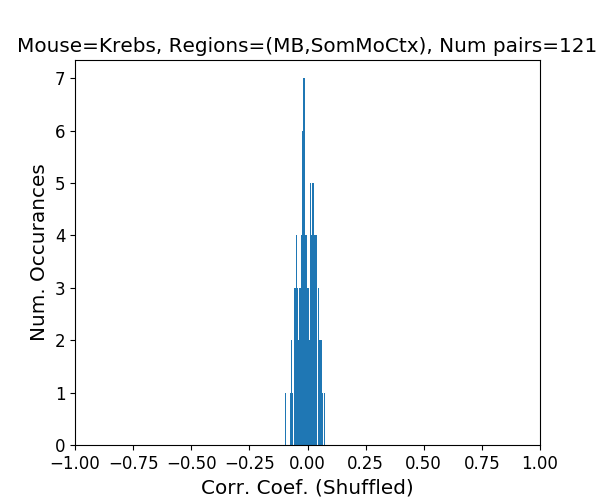 Mouse=Krebs, Regions=(MB,SomMoCtx), Num pairs=121
7
6
5
4
3
2
1
0
Num. Occurances
−1.00 −0.75 −0.50 −0.25 0.00 0.25 0.50 0.75 1.00
Corr. Coef. (Shuffled)